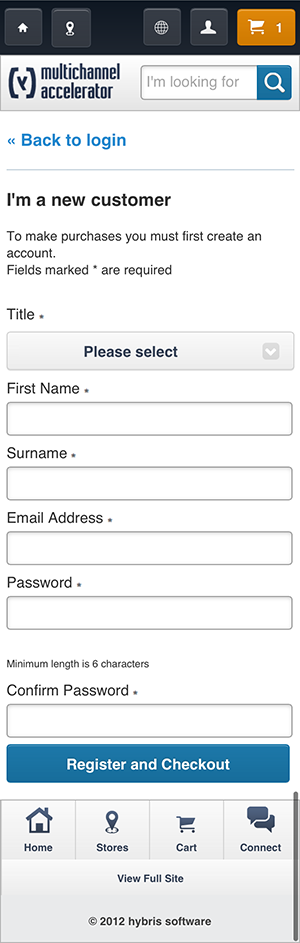 1
(y) multichannel
accelerator
I'm looking for
« Back to login
I'm a new customer
To make purchases you must first create an
account.
Fields marked * are required
Title *
Please select
First Name *
Surname *
Email Address *
Password *
Minimum length is 6 characters
Confirm Password *
Register and Checkout
Home Stores Cart Connect
View Full Site
© 2012 hybris software